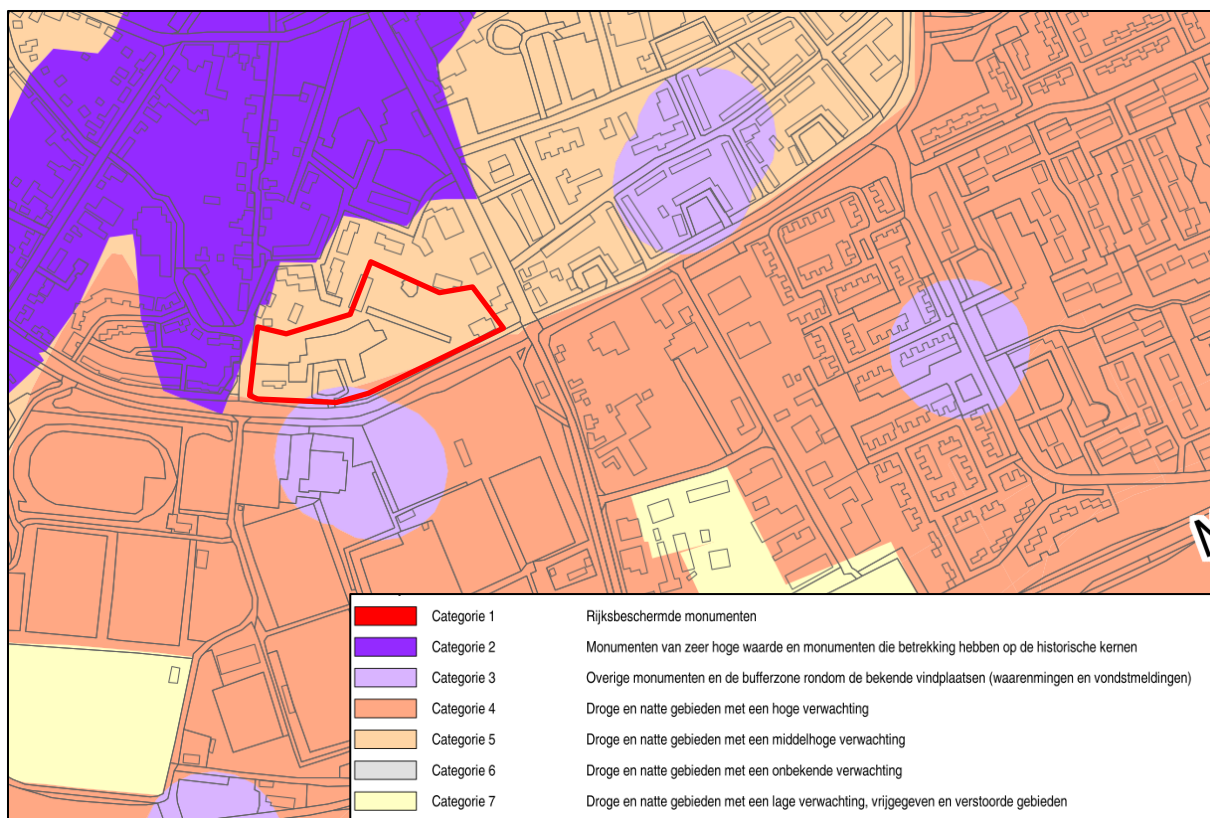 Categorie 1 Rijksbeschermde monumenten
Categorie 2 Monumenten van zeer hoge waarde en monumenten die betrekking hebben op de historische kernen
Categorie 3 Overige monumenten en de bufferzone rondom de bekende vindplaatsen (waarenmingen en vondstmeldingen)
Categorie 4 Droge en natte gebieden met een hoge verwachting
Categorie 5 Droge en natte gebieden met een middelhoge verwachting
Categorie 6 Droge en natte gebieden met een onbekende verwachting
Categorie 7 Droge en natte gebieden met een lage verwachting, vrijgegeven en verstoorde gebieden